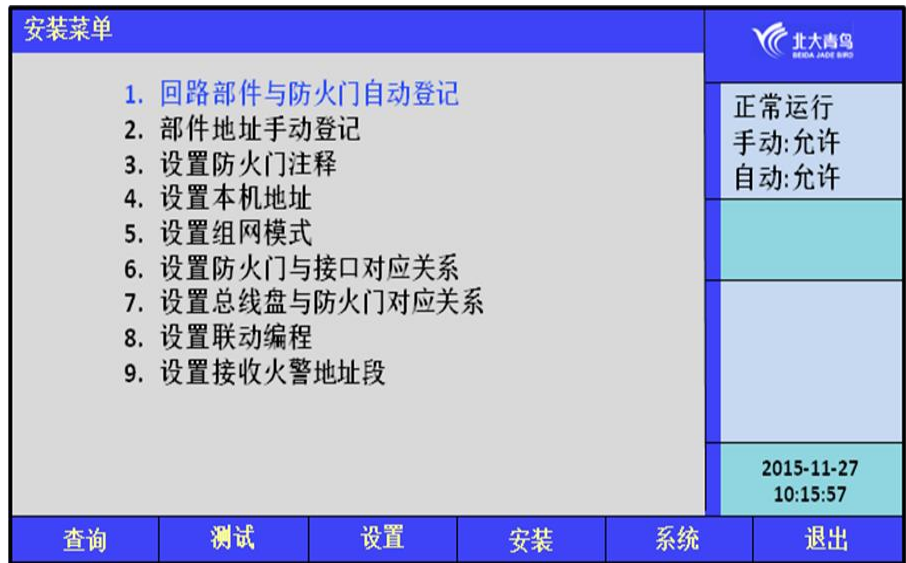 安装菜单
北大青鸟
BEIDA JADE BIRD
1. 回路部件与防火门自动登记
2. 部件地址手动登记
3. 设置防火门注释
4. 设置本机地址
5. 设置组网模式
6. 设置防火门与接口对应关系
7. 设置总线盘与防火门对应关系
8. 设置联动编程
9. 设置接收火警地址段
正常运行
手动:允许
自动:允许
2015-11-27
10:15:57
查询 测试 设置 安装 系统 退出